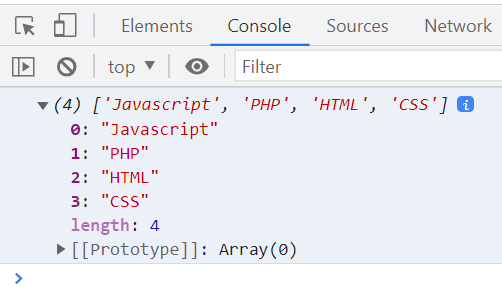 Elements Console Sources Network
top Filter
(4) ['Javascript', 'PHP', 'HTML', 'CSS'] i
0: "Javascript"
1: "PHP"
2: "HTML"
3: "CSS"
length: 4
[[Prototype]]: Array(0)